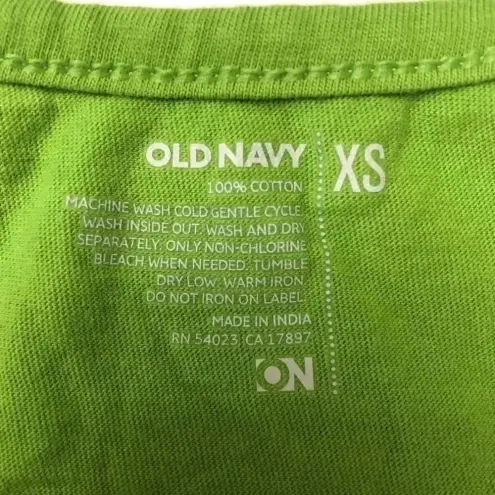 OLD NAVY
XS
100% COTTON
MACHINE WASH COLD GENTLE CYCLE.
WASH INSIDE OUT. WASH AND DRY
SEPARATELY. ONLY NON-CHLORINE
BLEACH WHEN NEEDED. TUMBLE
DRY LOW. WARM IRON.
DO NOT IRON ON LABEL.
MADE IN INDIA
RN 54023 CA 17897
ON